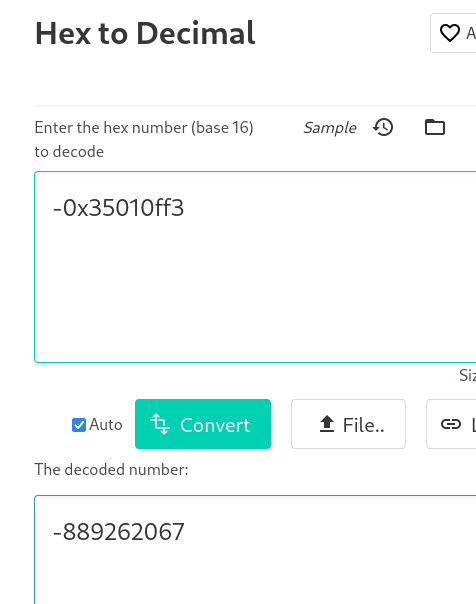 Hex to Decimal
A
Enter the hex number (base 16)
to decode
Sample
-0x35010ff3
Siz
Auto
Convert
File..
L
The decoded number:
-889262067